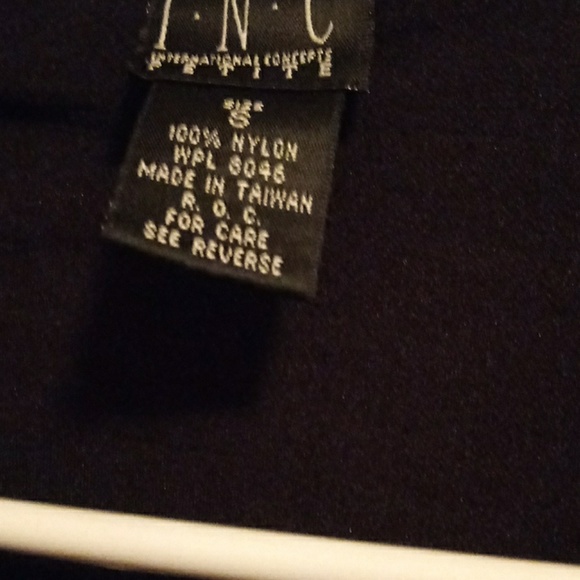 I·N·C
INTERNATIONAL CONCEPTS
PETITE
SIZE
S
100% NYLON
WPL 8046
MADE IN TAIWAN
R. O. C.
FOR CARE
SEE REVERSE